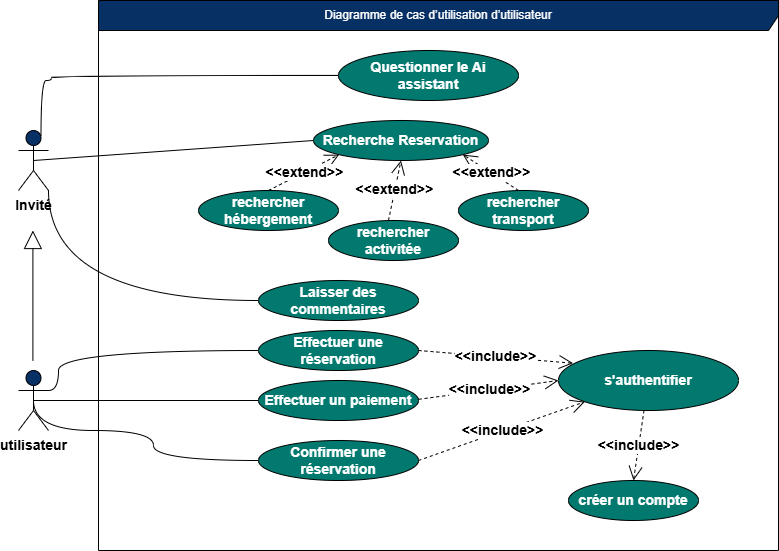 Diagramme de cas d'utilisation d'utilisateur
Questionner le Ai
assistant
Recherche Reservation
<<extend>>
<<extend>>
<<extend>>
rechercher
hébergement
rechercher
activitée
rechercher
transport
Invité
Laisser des
commentaires
Effectuer une
réservation
<<include>>
s'authentifier
Effectuer un paiement
<<include>>
<<include>>
utilisateur
Confirmer une
réservation
<<include>>
créer un compte